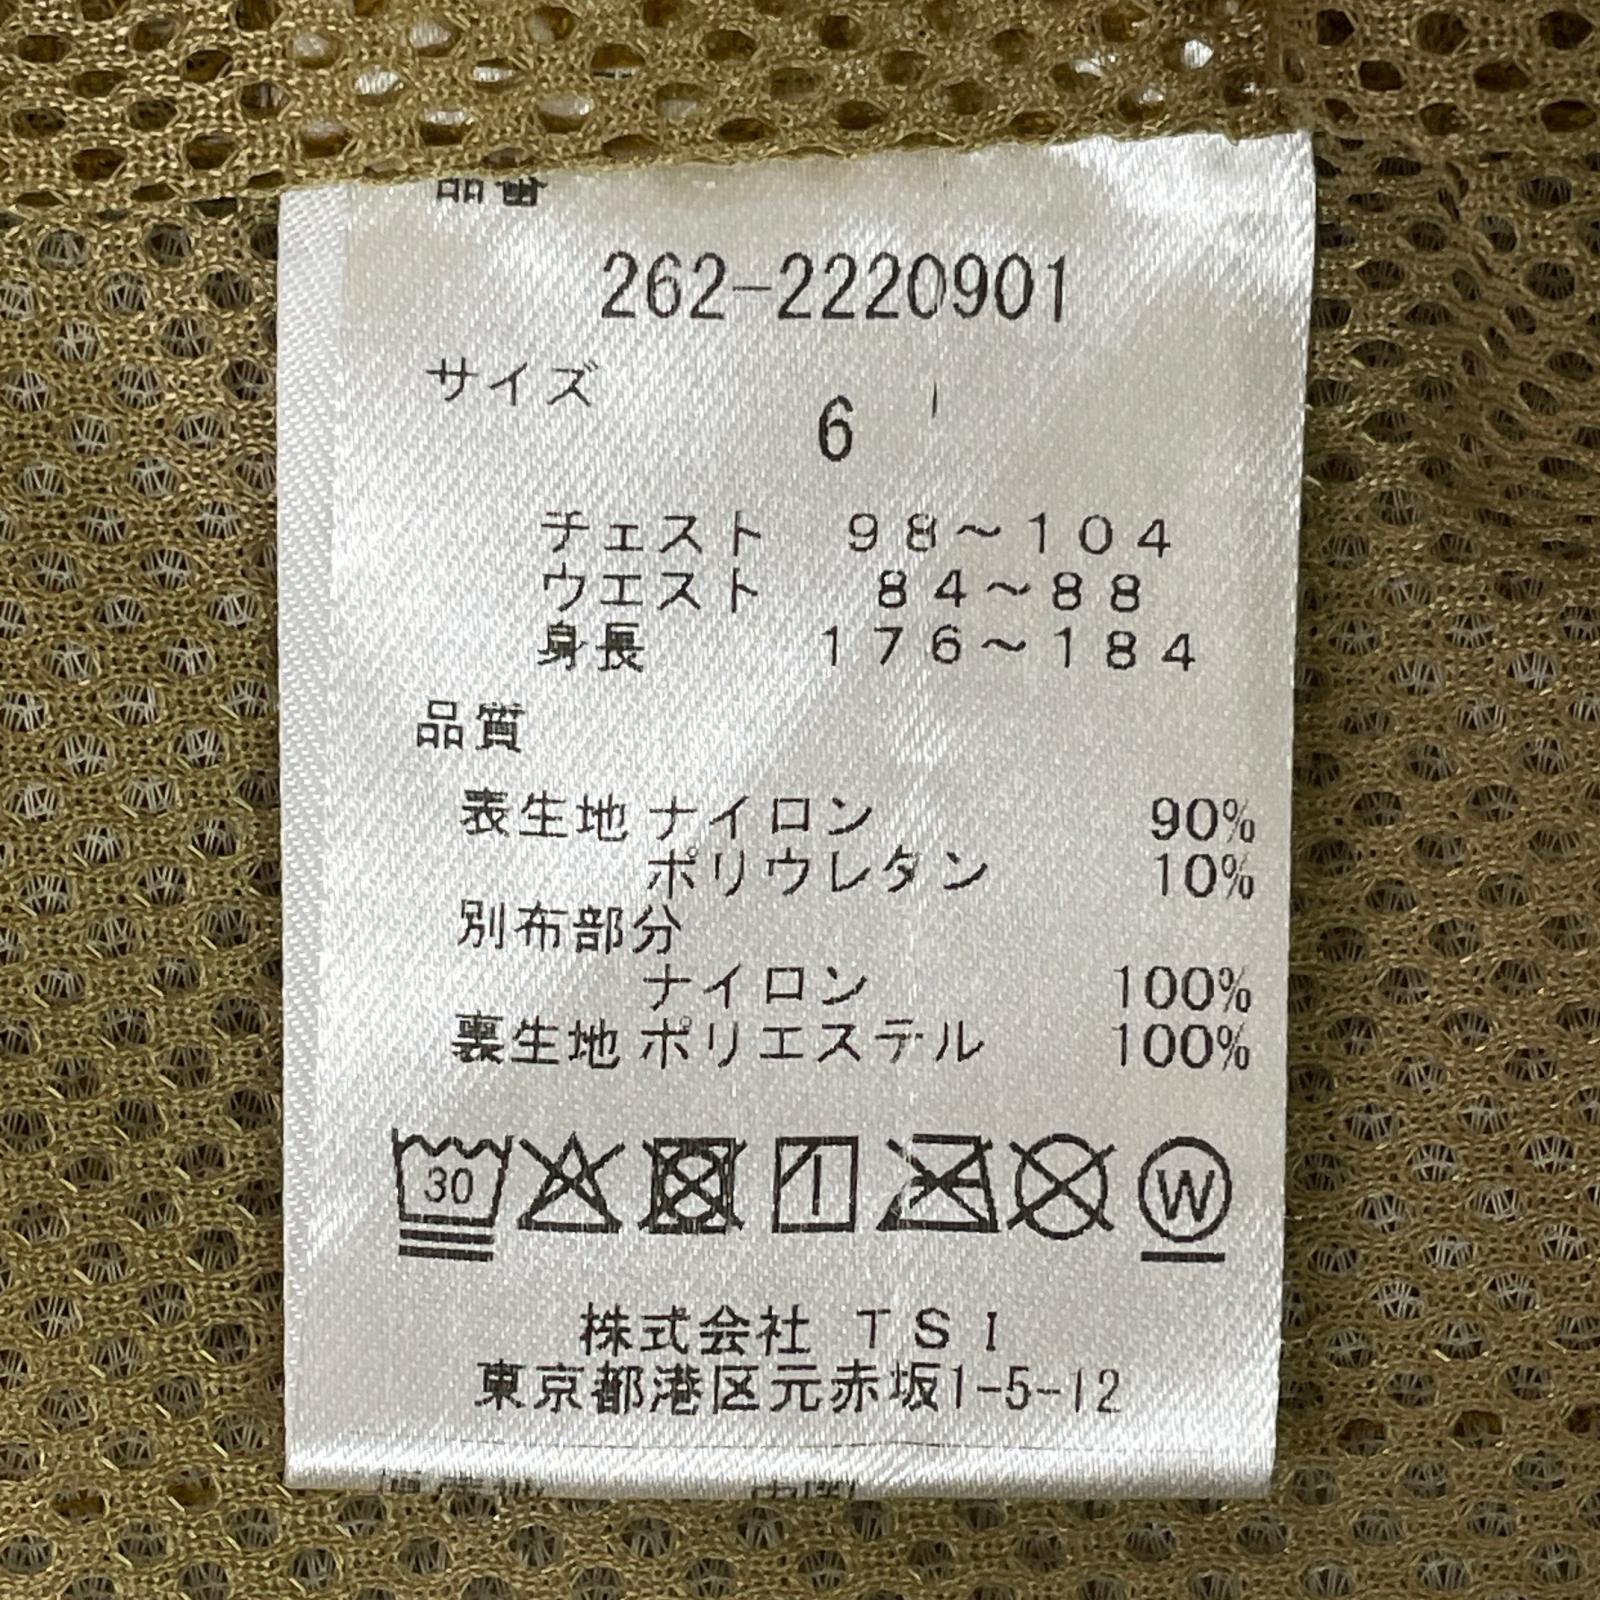 品番
262-2220901
サイズ
6
チェスト 98～104
ウエスト 84～88
身長 176～184
品質
表生地 ナイロン 90%
ポリウレタン 10%
別布部分
ナイロン 100%
裏生地 ポリエステル 100%
30
W
株式会社 TSI
東京都港区元赤坂1-5-12